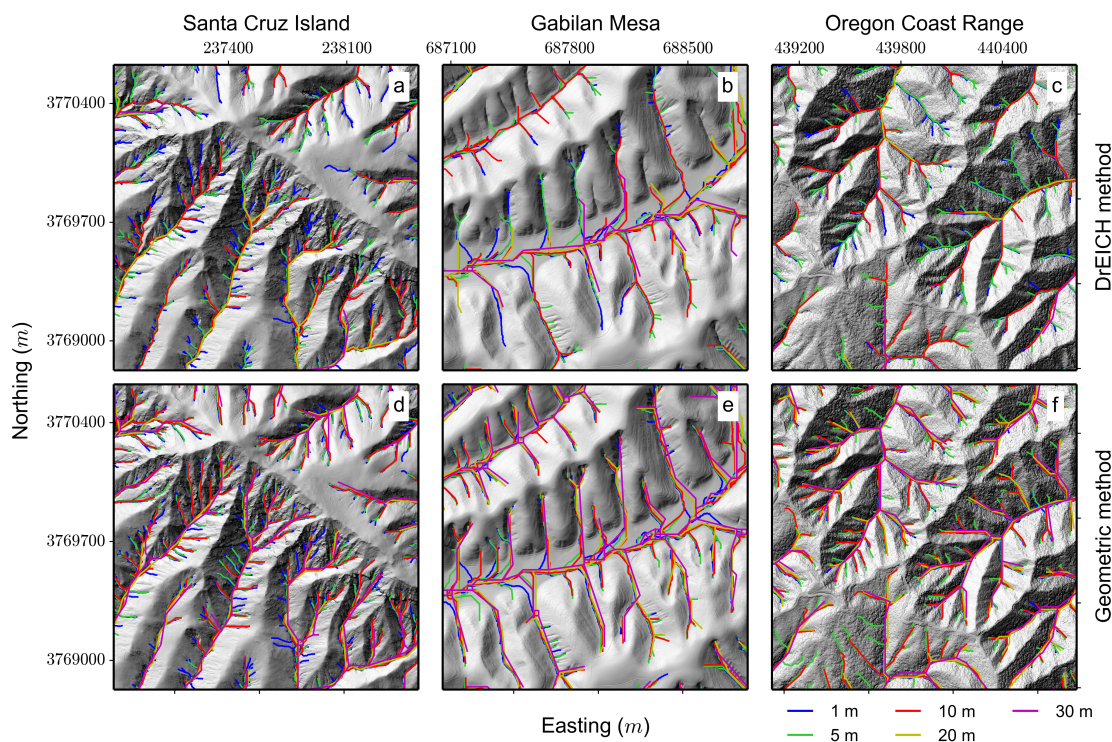 Santa Cruz Island Gabilan Mesa Oregon Coast Range
237400 238100 687100 687800 688500 439200 439800 440400
a b c
3770400
3769700
3769000
DrEICH method
Northing (m)
d e f
3770400
3769700
3769000
Geometric method
Easting (m)
1 m 10 m 30 m
5 m 20 m